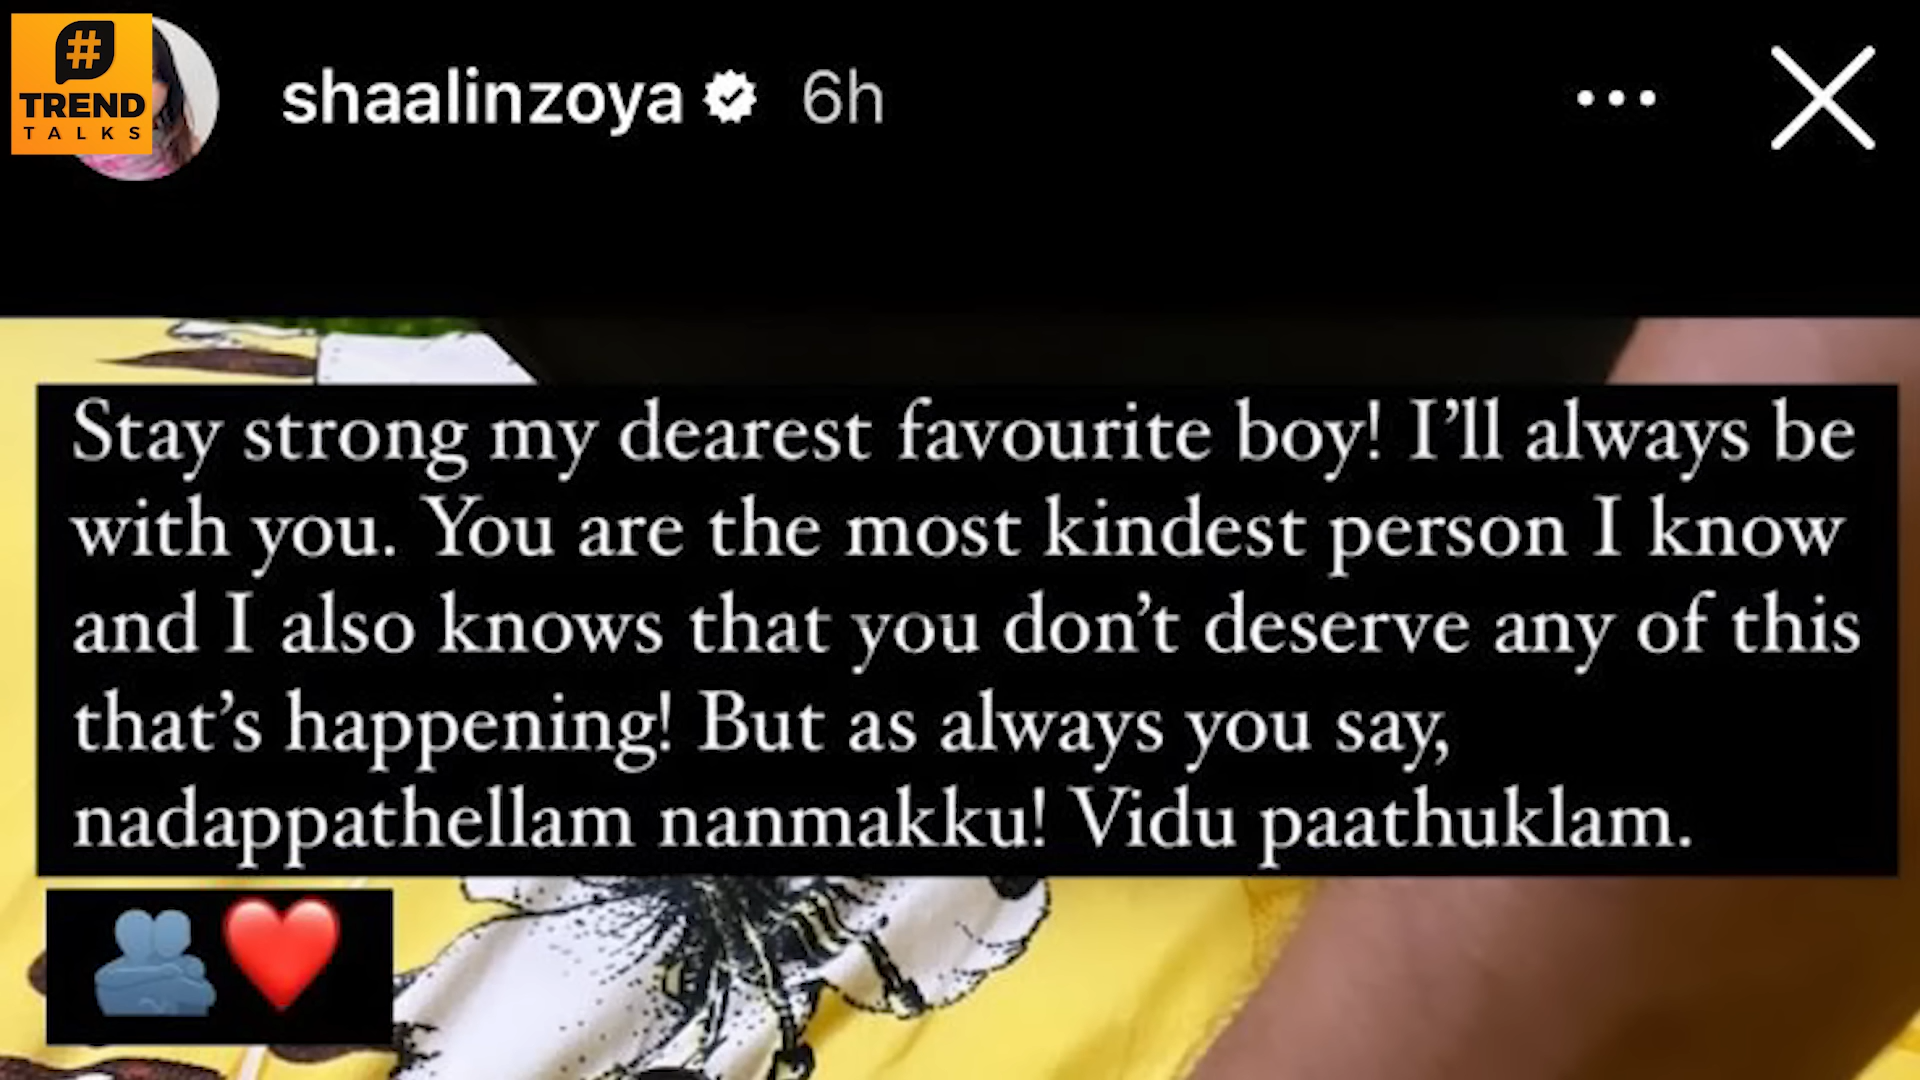 #
TREND
TALKS
shaalinzoya 6h
Stay strong my dearest favourite boy! I'll always be
with you. You are the most kindest person I know
and I also knows that you don't deserve any of this
that's happening! But as always you say,
nadappathellam nanmakku! Vidu paathuklam.